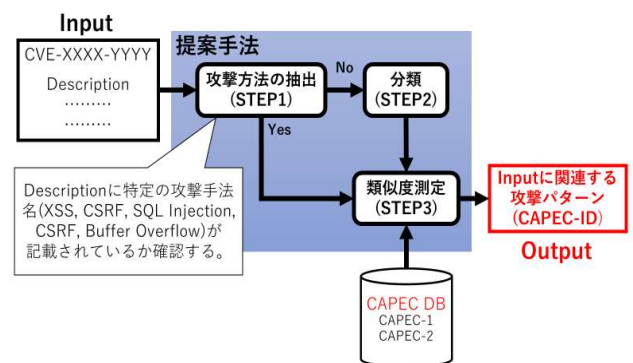 Input
CVE-XXXX-YYYY
Description
………
………
提案手法
攻撃方法の抽出
(STEP1)
No
分類
(STEP2)
Yes
Descriptionに特定の攻撃手法
名(XSS, CSRF, SQL Injection,
CSRF, Buffer Overflow)が
記載されているか確認する。
類似度測定
(STEP3)
Inputに関連する
攻撃パターン
(CAPEC-ID)
Output
CAPEC DB
CAPEC-1
CAPEC-2